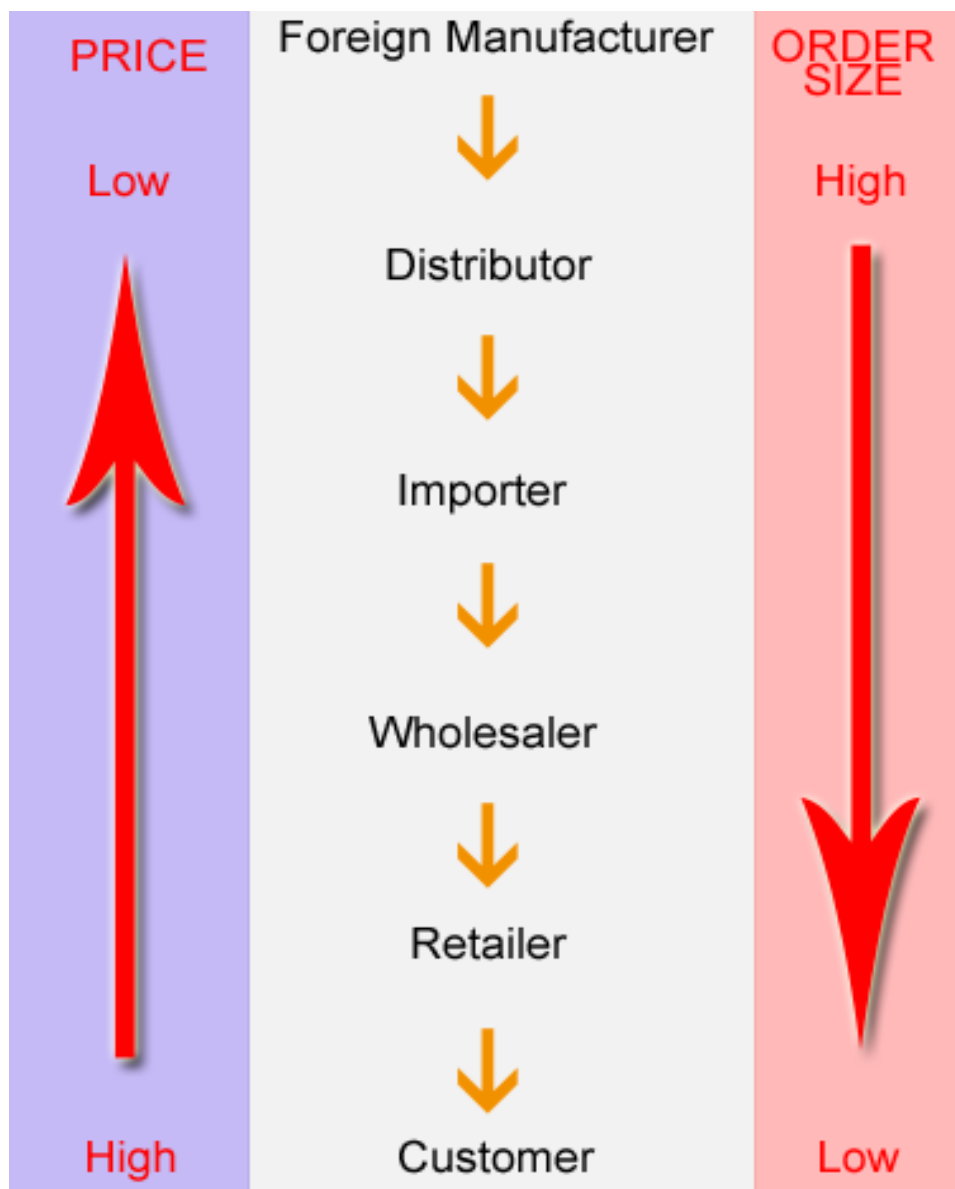 PRICE
Low
High
Foreign Manufacturer
Distributor
Importer
Wholesaler
Retailer
Customer
ORDER
SIZE
High
Low